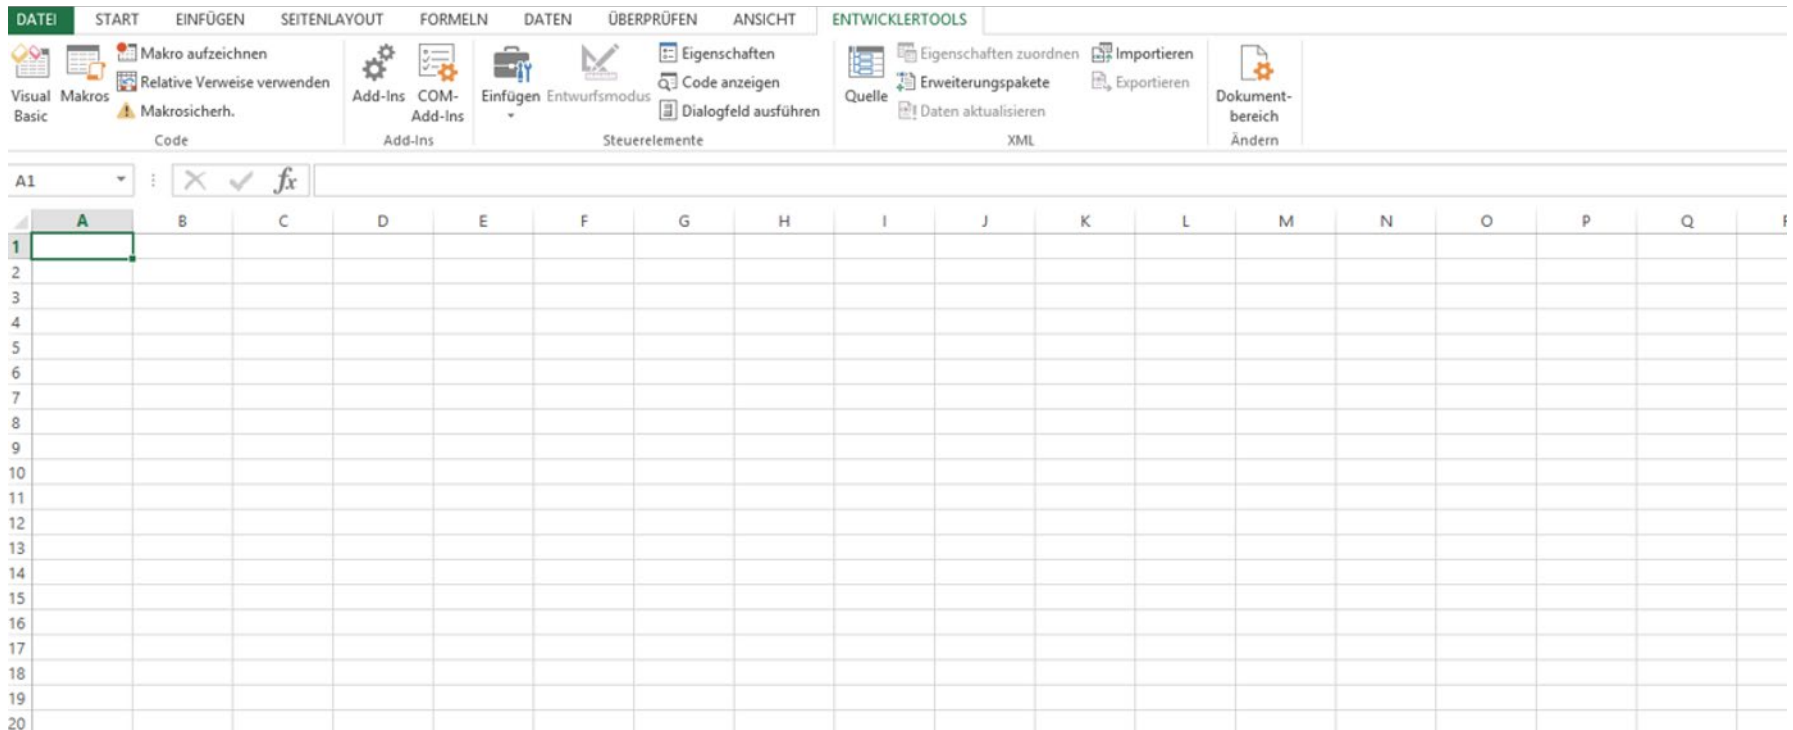 DATEI START EINFÜGEN SEITENLAYOUT FORMELN DATEN ÜBERPRÜFEN ANSICHT ENTWICKLERTOOLS
Visual Basic
Makros
Makro aufzeichnen
Relative Verweise verwenden
Makrosicherh.
Code
Add-Ins
COM-
Add-Ins
Add-Ins
Einfügen
Entwurfsmodus
Eigenschaften
Code anzeigen
Dialogfeld ausführen
Steuerelemente
Quelle
Eigenschaften zuordnen
Erweiterungspakete
Daten aktualisieren
Importieren
Exportieren
XML
Dokument-
bereich
Ändern
A1 fx
A B C D E F G H I J K L M N O P Q
1
2
3
4
5
6
7
8
9
10
11
12
13
14
15
16
17
18
19
20